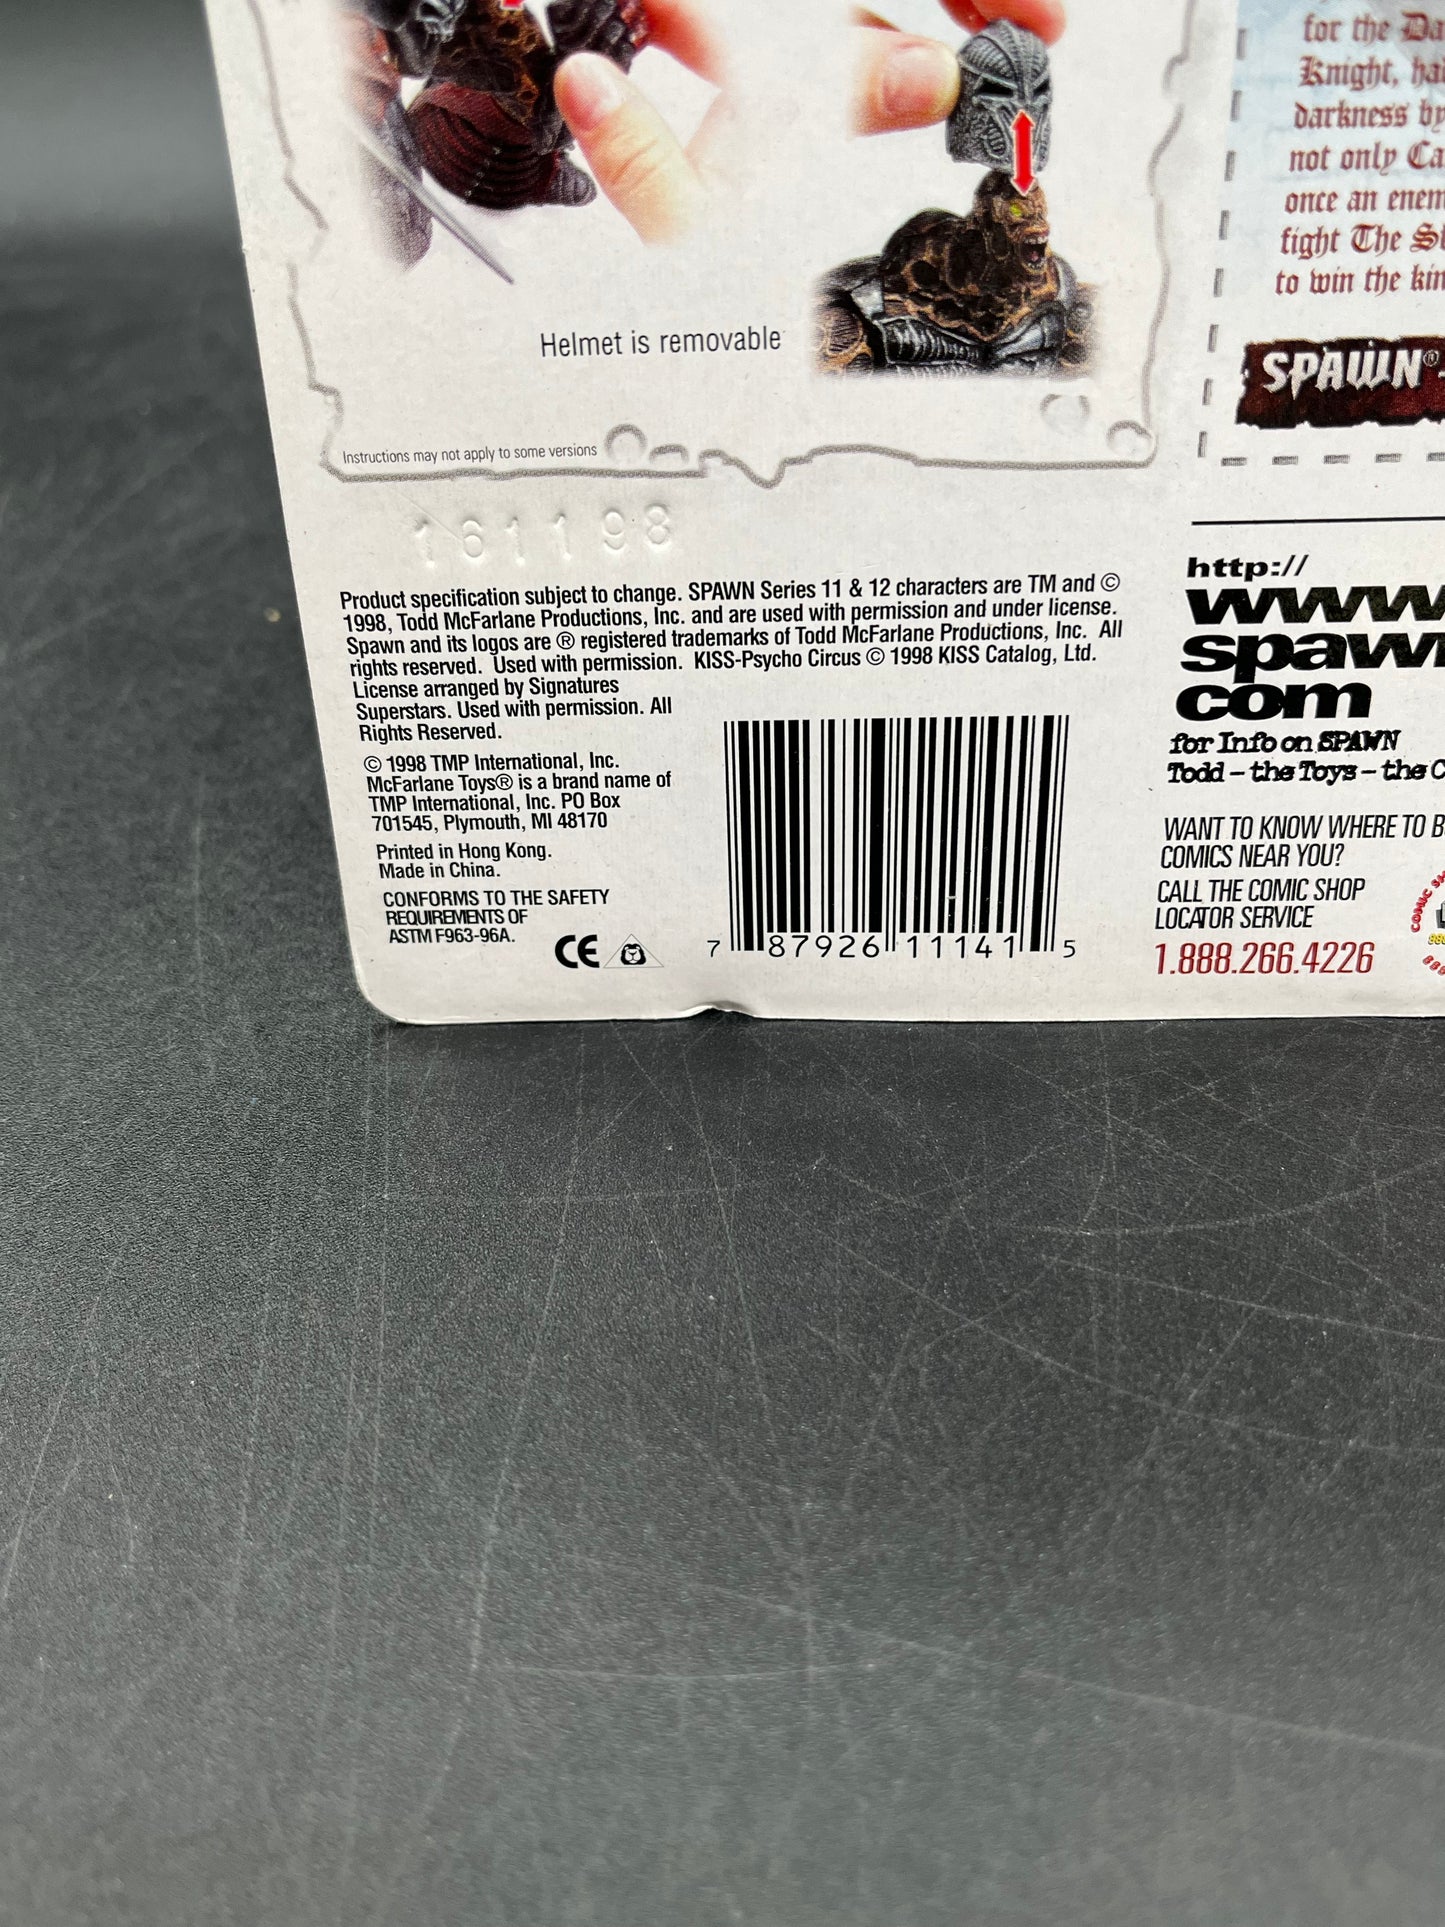 for the
Knight,
darkness by
not only
once an
fight The
to win the
Helmet is removable
SPAWN®
Instructions may not apply to some versions
161198
Product specification subject to change. SPAWN Series 11 & 12 characters are TM and ©
1998, Todd McFarlane Productions, Inc. and are used with permission and under license.
Spawn and its logos are ® registered trademarks of Todd McFarlane Productions, Inc. All
rights reserved. Used with permission. KISS-Psycho Circus © 1998 KISS Catalog, Ltd.
License arranged by Signatures
Superstars. Used with permission. All
Rights Reserved.
© 1998 TMP International, Inc.
McFarlane Toys® is a brand name of
TMP International, Inc. PO Box
701545, Plymouth, MI 48170
Printed in Hong Kong.
Made in China.
CONFORMS TO THE SAFETY
REQUIREMENTS OF
ASTM F963-96A.
CE
7 87926 11141 5
http://
www
spawn
com
for Info on SPAWN
Todd - the Toys - the
WANT TO KNOW WHERE TO
COMICS NEAR YOU?
CALL THE COMIC SHOP
LOCATOR SERVICE
1.888.266.4226